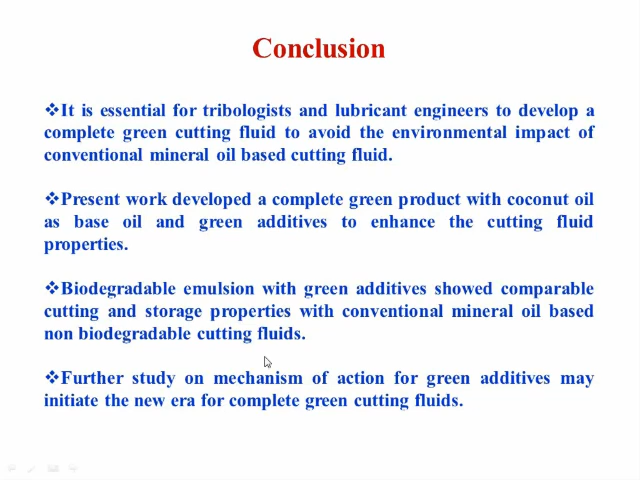 Conclusion
❖It is essential for tribologists and lubricant engineers to develop a
complete green cutting fluid to avoid the environmental impact of
conventional mineral oil based cutting fluid.
❖Present work developed a complete green product with coconut oil
as base oil and green additives to enhance the cutting fluid
properties.
❖Biodegradable emulsion with green additives showed comparable
cutting and storage properties with conventional mineral oil based
non biodegradable cutting fluids.
❖Further study on mechanism of action for green additives may
initiate the new era for complete green cutting fluids.